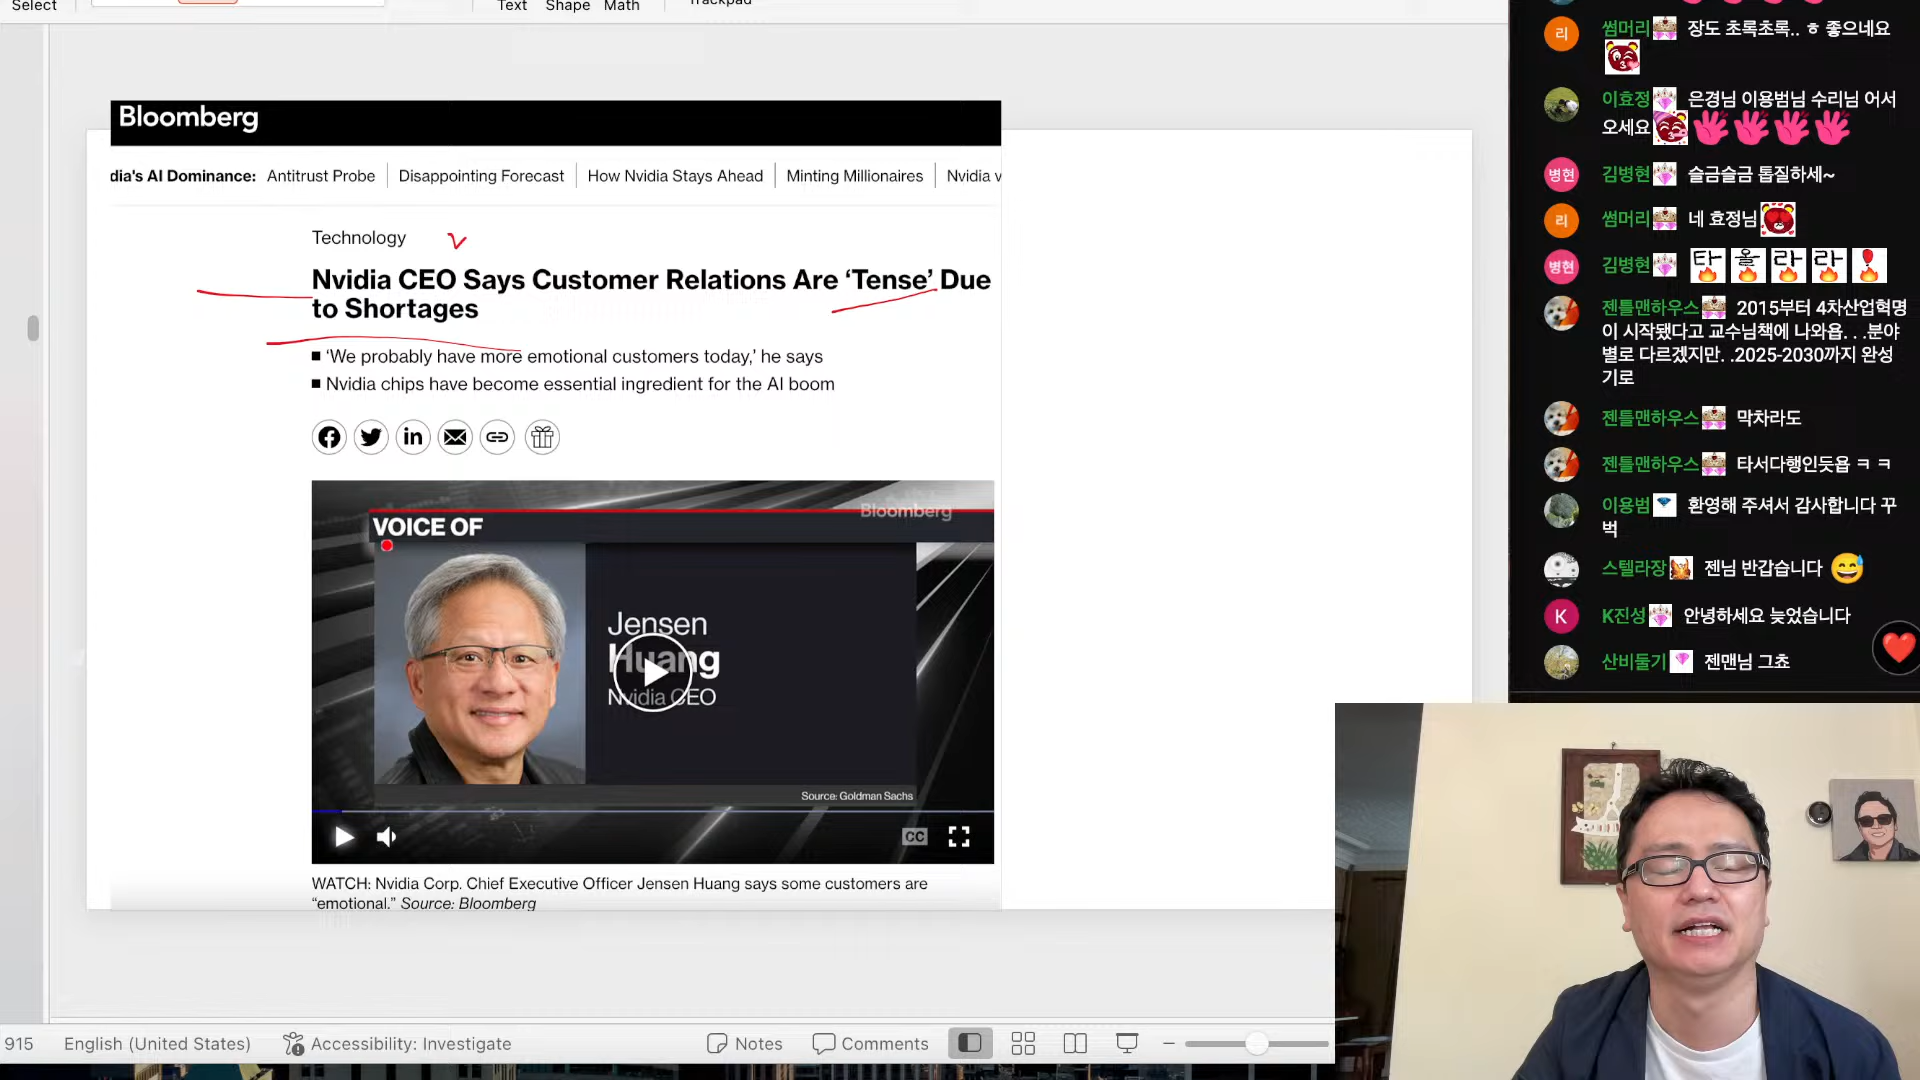 Select
Text Shape Math
Trackpad
Bloomberg
dia's AI Dominance: Antitrust Probe Disappointing Forecast How Nvidia Stays Ahead Minting Millionaires Nvidia v
Technology
Nvidia CEO Says Customer Relations Are ‘Tense’ Due
to Shortages
‘We probably have more emotional customers today,’ he says
Nvidia chips have become essential ingredient for the AI boom
Bloomberg
VOICE OF
Jensen
Huang
Nvidia CEO
Source: Goldman Sachs
CC
WATCH: Nvidia Corp. Chief Executive Officer Jensen Huang says some customers are
“emotional.” Source: Bloomberg
915 English (United States) Accessibility: Investigate Notes Comments
리 썸머리 장도 초록초록.. ㅎ 좋으네요
이효정 은경님 이용범님 수리님 어서
오세요
병현 김병현 슬금슬금 톱질하세~
리 썸머리 네 효정님
병현 김병현 타 올 라 라 !
젠틀맨하우스 2015부터 4차산업혁명
이 시작됐다고 교수님책에 나와욥. . .분야
별로 다르겠지만. .2025-2030까지 완성
기로
젠틀맨하우스 막차라도
젠틀맨하우스 타서다행인듯욥 ㅋ ㅋ
이용범 환영해 주셔서 감사합니다 꾸
벅
스텔라장 젠님 반갑습니다
K K진성 안녕하세요 늦었습니다
산비둘기 젠맨님 그쵸